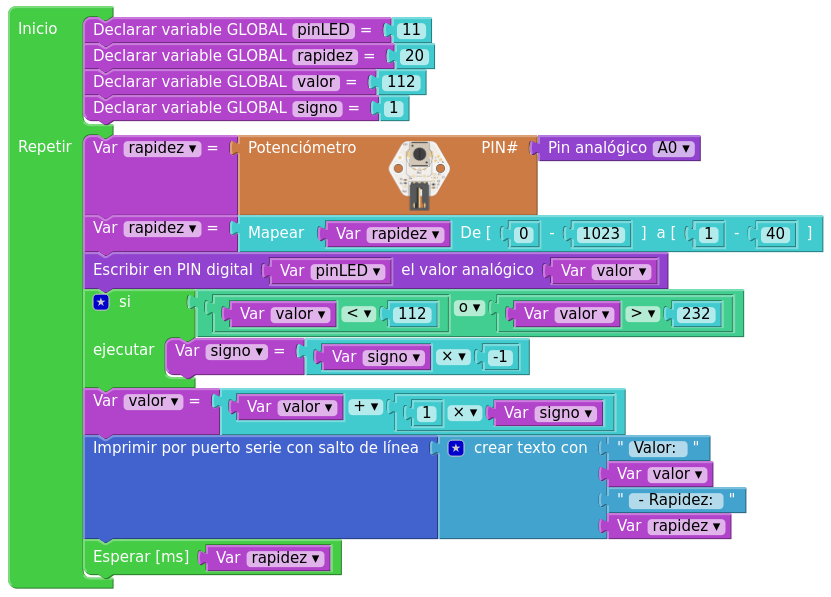 Inicio
Declarar variable GLOBAL pinLED = 11
Declarar variable GLOBAL rapidez = 20
Declarar variable GLOBAL valor = 112
Declarar variable GLOBAL signo = 1
Repetir
Var rapidez ▾ = Potenciómetro PIN# Pin analógico A0 ▾
Var rapidez ▾ = Mapear Var rapidez ▾ De [ 0 - 1023 ] a [ 1 - 40 ]
Escribir en PIN digital Var pinLED ▾ el valor analógico Var valor ▾
si Var valor ▾ < ▾ 112 o ▾ Var valor ▾ > ▾ 232
ejecutar Var signo ▾ = Var signo ▾ × ▾ -1
Var valor ▾ = Var valor ▾ + ▾ 1 × ▾ Var signo ▾
Imprimir por puerto serie con salto de línea crear texto con " Valor: "
Var valor ▾
" - Rapidez: "
Var rapidez ▾
Esperar [ms] Var rapidez ▾